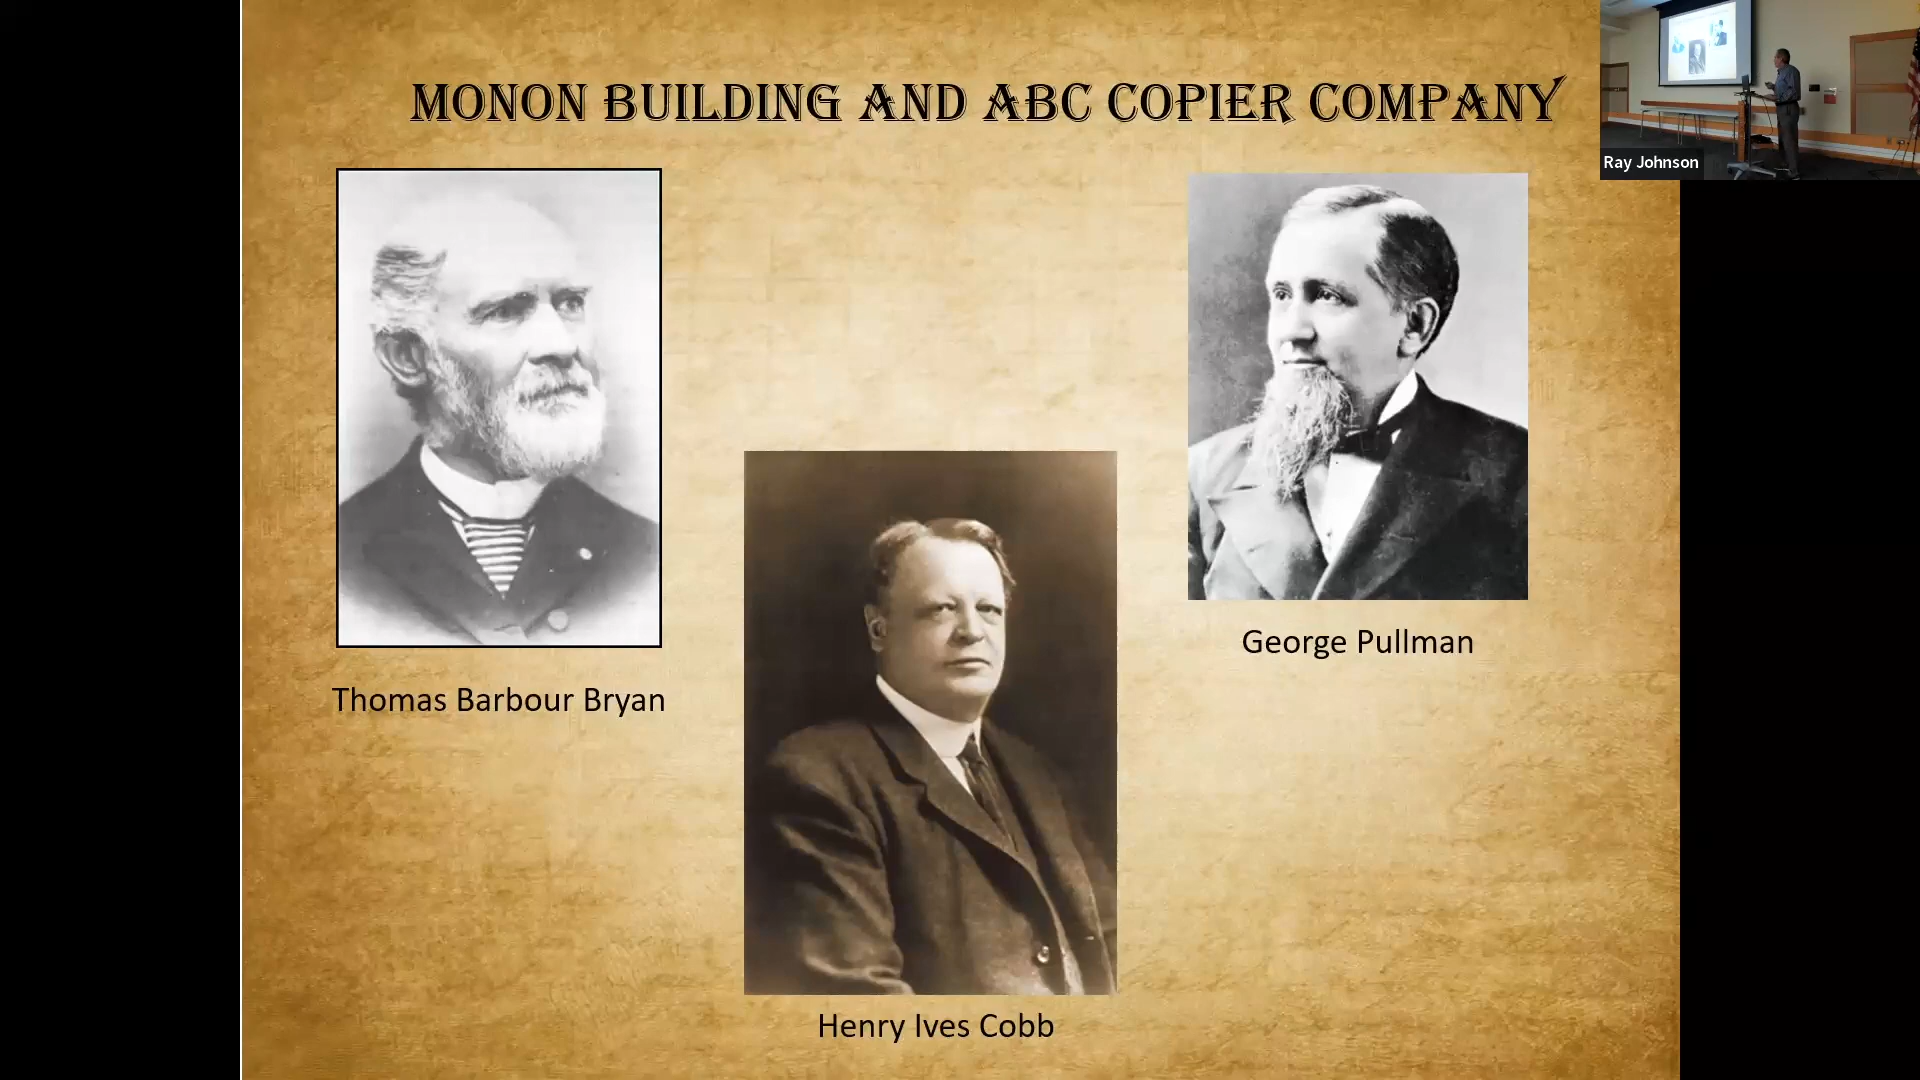 MONON BUILDING AND ABC COPIER COMPANY
Ray Johnson
George Pullman
Thomas Barbour Bryan
Henry Ives Cobb